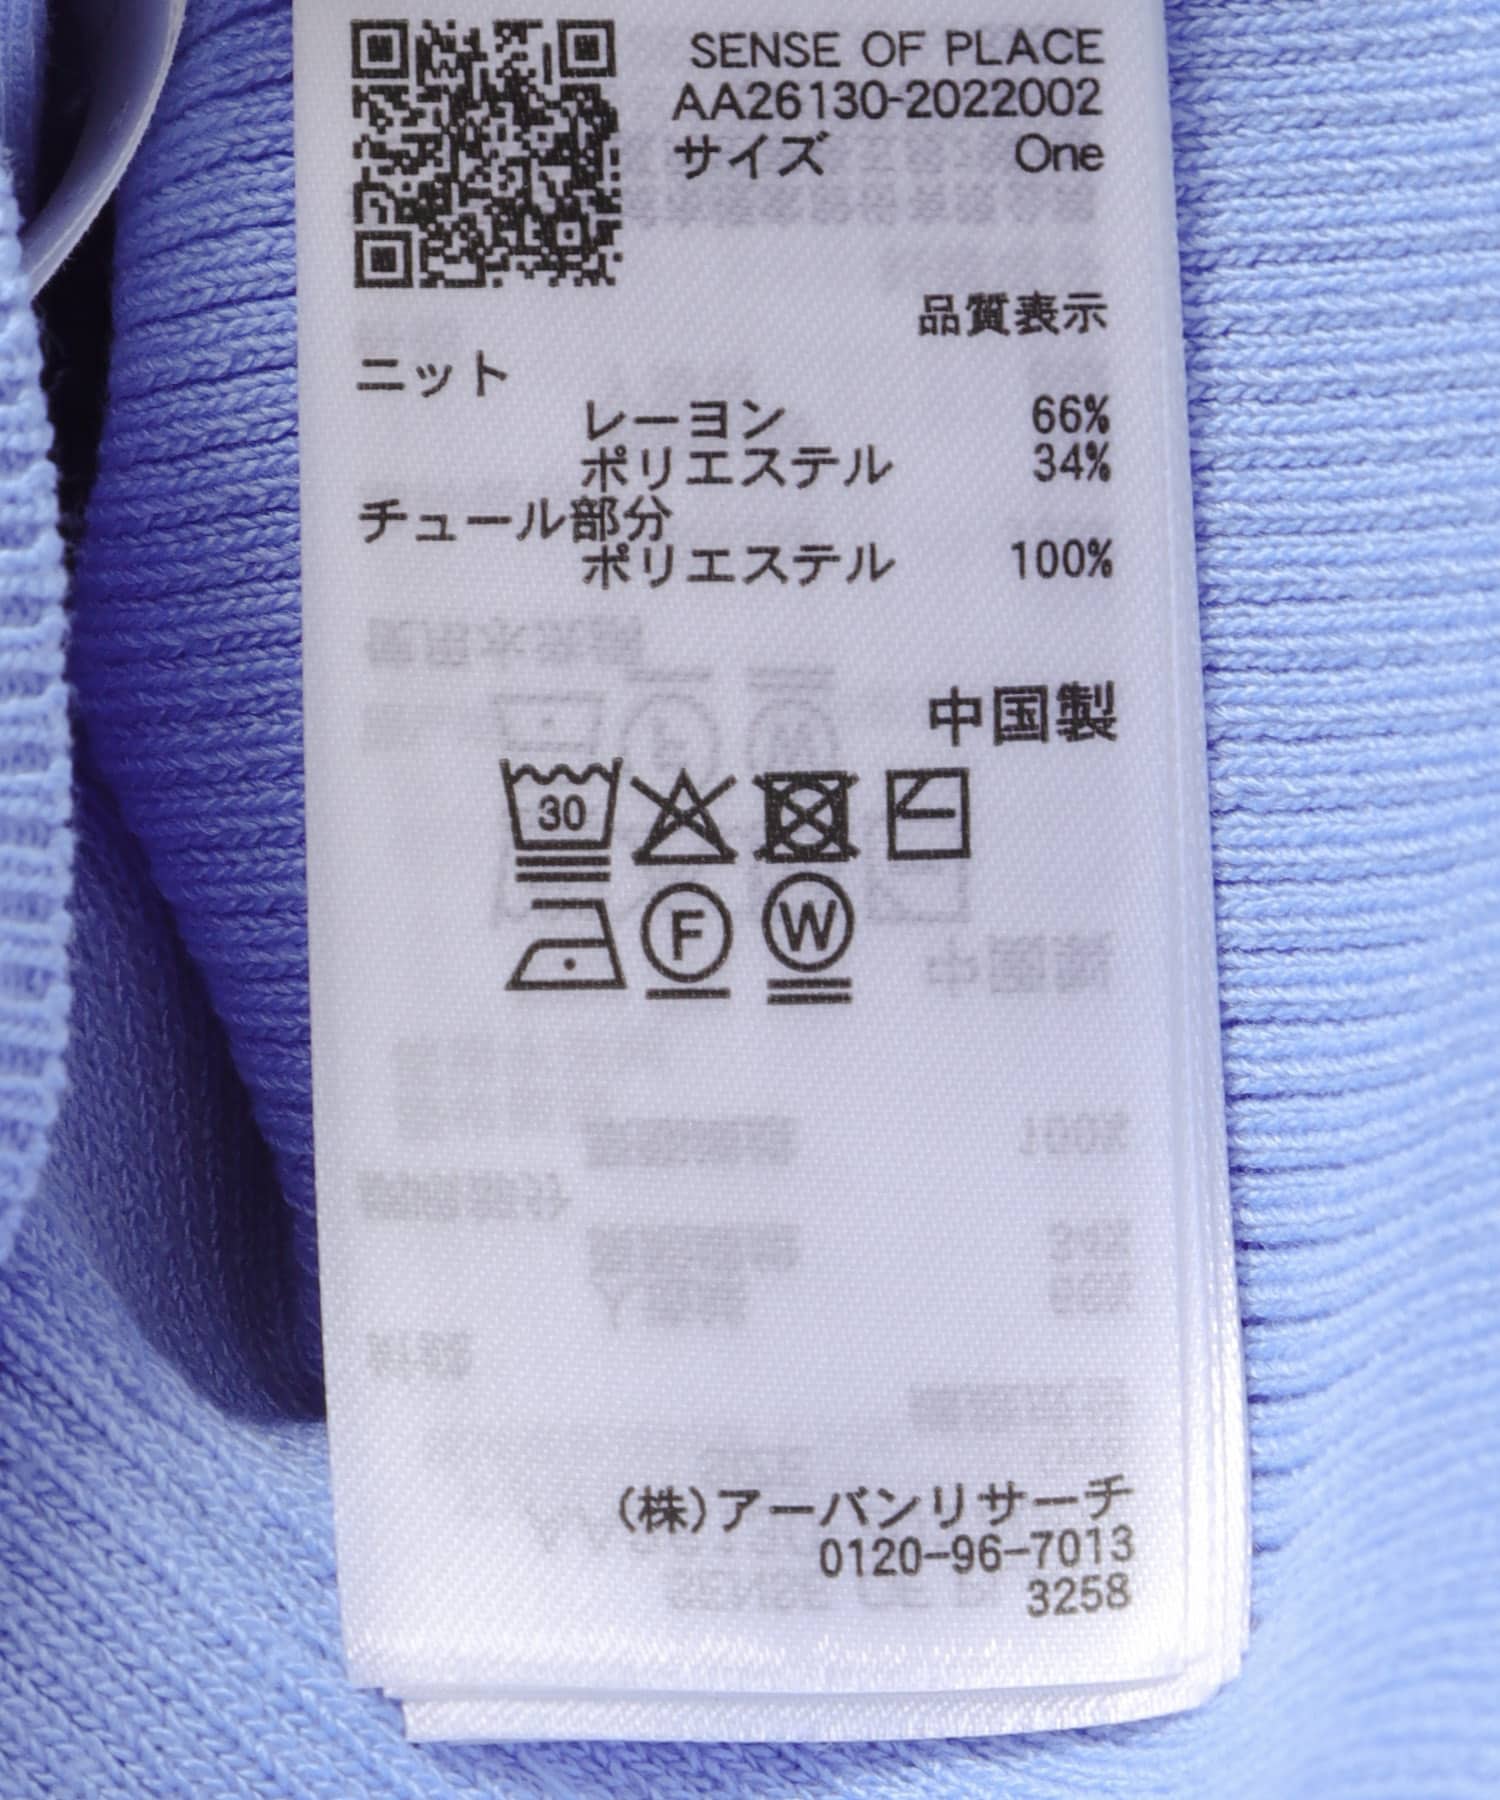 SENSE OF PLACE
AA26130-2022002
サイズ One
品質表示
ニット
レーヨン 66%
ポリエステル 34%
チュール部分
ポリエステル 100%
中国製
30
F W
(株)アーバンリサーチ
0120-96-7013
3258